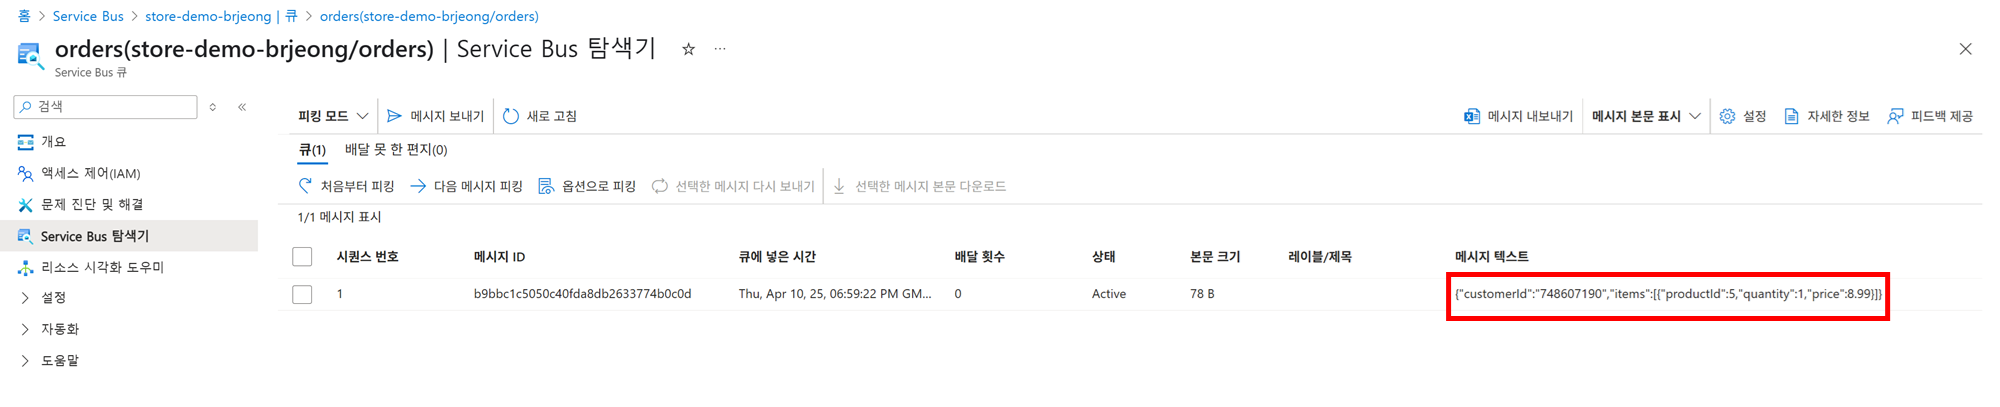 홈 > Service Bus > store-demo-brjeong | 큐 > orders(store-demo-brjeong/orders)
orders(store-demo-brjeong/orders) | Service Bus 탐색기 ☆ ···
Service Bus 큐
검색
개요
액세스 제어(IAM)
문제 진단 및 해결
Service Bus 탐색기
리소스 시각화 도우미
설정
자동화
도움말
피킹 모드 메시지 보내기 새로 고침 메시지 내보내기 메시지 본문 표시 설정 자세한 정보 피드백 제공
큐(1) 배달 못 한 편지(0)
처음부터 피킹 다음 메시지 피킹 옵션으로 피킹 선택한 메시지 다시 보내기 선택한 메시지 본문 다운로드
1/1 메시지 표시
시퀀스 번호 메시지 ID 큐에 넣은 시간 배달 횟수 상태 본문 크기 레이블/제목 메시지 텍스트
1 b9bbc1c5050c40fda8db2633774b0c0d Thu, Apr 10, 25, 06:59:22 PM GM... 0 Active 78 B {"customerId":"748607190","items":[{"productId":5,"quantity":1,"price":8.99}]}